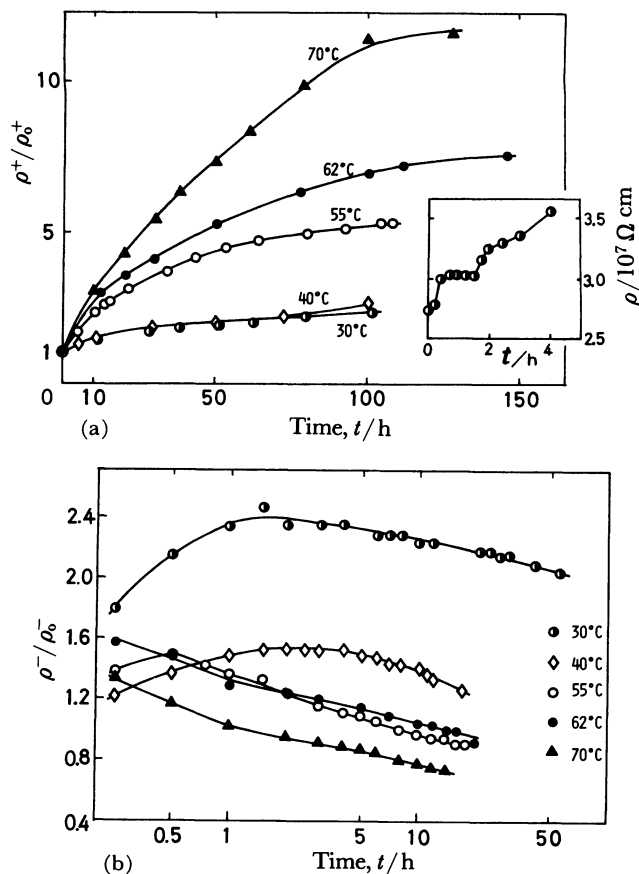 ρ⁺/ρ₀⁺
10
5
1
0
70°C
62°C
55°C
40°C
30°C
ρ/10⁷ Ω cm
3.5
3.0
2.5
0 2 4
t/h
10 50 100 150
(a) Time, t/h
ρ⁻/ρ₀⁻
2.4
2.0
1.6
1.2
0.8
0.4
30°C
40°C
55°C
62°C
70°C
0.5 1 5 10 50
(b) Time, t/h